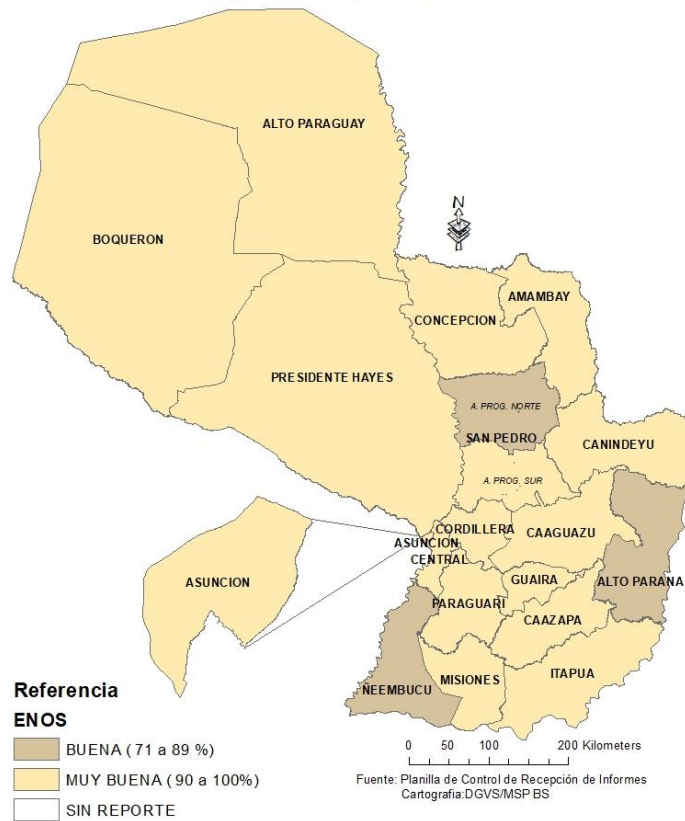 ALTO PARAGUAY
BOQUERON
N
AMAMBAY
CONCEPCION
PRESIDENTE HAYES
A. PROG. NORTE
SAN PEDRO
CANINDEYU
A. PROG. SUR
CORDILLERA
CAAGUAZU
ASUNCION
CENTRAL
ASUNCION
GUAIRA
ALTO PARANA
PARAGUARI
CAAZAPA
ITAPUA
MISIONES
ÑEEMBUCU
Referencia
ENOS
BUENA ( 71 a 89 %)
MUY BUENA ( 90 a 100%)
SIN REPORTE
0 50 100 200 Kilometers
Fuente: Planilla de Control de Recepción de Informes
Cartografia:DGVS/MSP BS